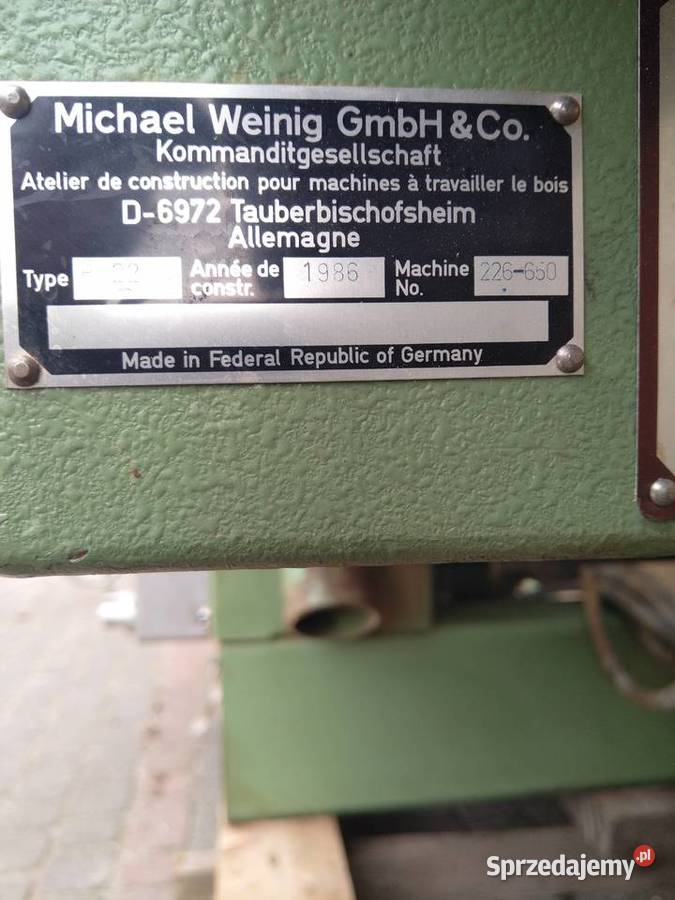 Michael Weinig GmbH & Co.
Kommanditgesellschaft
Atelier de construction pour machines à travailler le bois
D-6972 Tauberbischofsheim
Allemagne
Type 22 Année de constr. 1986 Machine No. 226-650
Made in Federal Republic of Germany
Sprzedajemy.pl